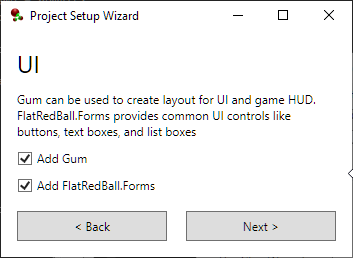 Project Setup Wizard
UI
Gum can be used to create layout for UI and game HUD.
FlatRedBall.Forms provides common UI controls like
buttons, text boxes, and list boxes
Add Gum
Add FlatRedBall.Forms
< Back
Next >